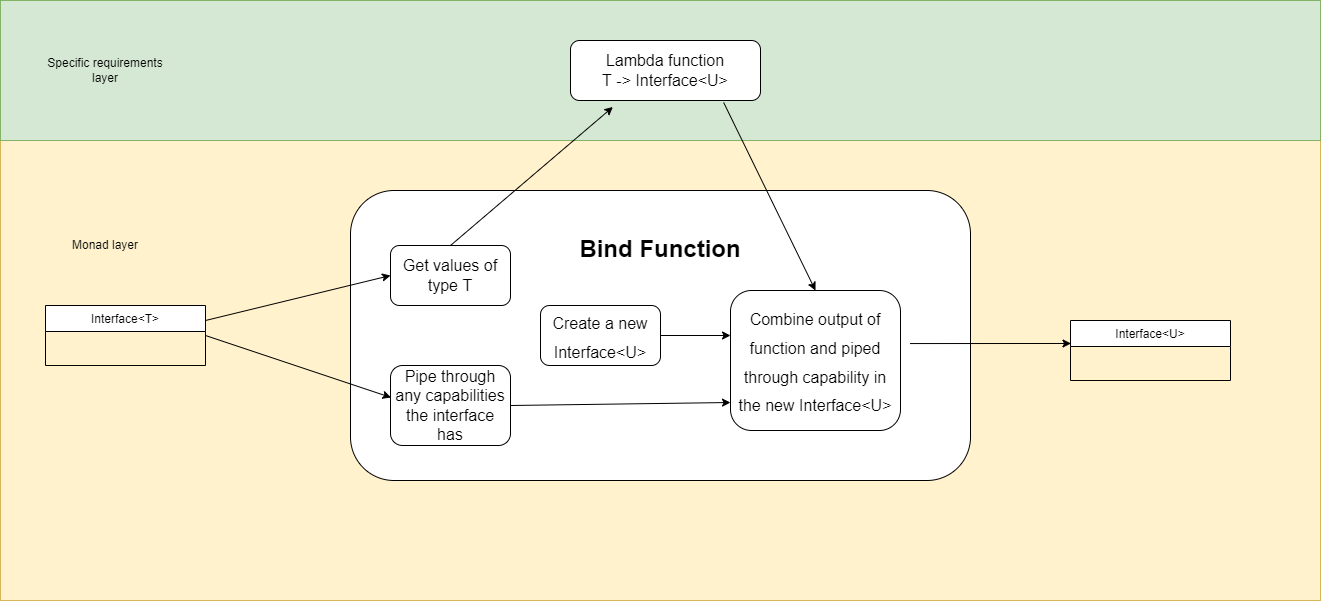 Specific requirements
layer
Lambda function
T -> Interface<U>
Monad layer
Bind Function
Get values of
type T
Interface<T>
Create a new
Interface<U>
Combine output of
function and piped
through capability in
the new Interface<U>
Interface<U>
Pipe through
any capabilities
the interface
has